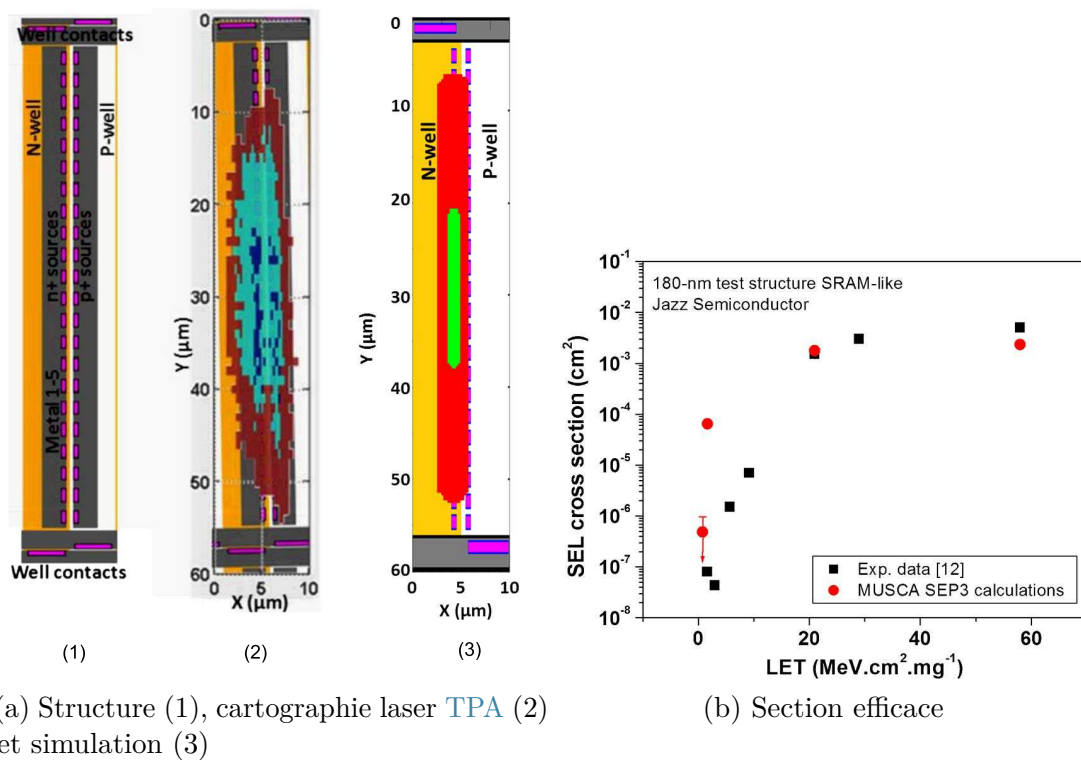 Well contacts
N-well
P-well
n+ sources
p+ sources
Metal 1-5
Well contacts
(1)
0
10
20
30
40
50
60
0
5
10
Y (µm)
X (µm)
(2)
0
10
20
30
40
50
60
0
5
10
N-well
P-well
Y (µm)
X (µm)
(3)
10⁻¹
10⁻²
10⁻³
10⁻⁴
10⁻⁵
10⁻⁶
10⁻⁷
10⁻⁸
SEL cross section (cm²)
180-nm test structure SRAM-like
Jazz Semiconductor
Exp. data [12]
MUSCA SEP3 calculations
0 20 40 60
LET (MeV.cm².mg⁻¹)
(a) Structure (1), cartographie laser TPA (2)
et simulation (3)
(b) Section efficace